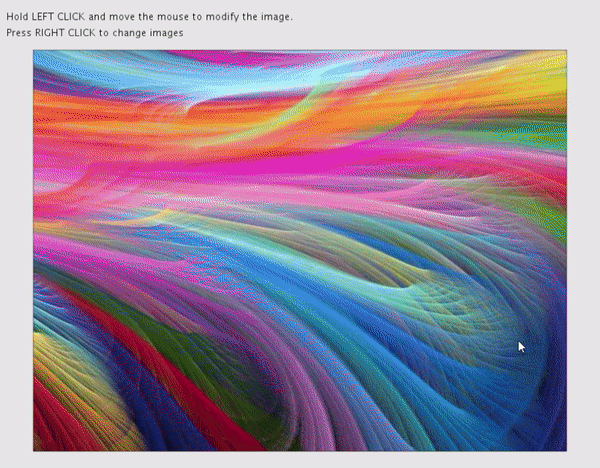 Hold LEFT CLICK and move the mouse to modify the image.
Press RIGHT CLICK to change images